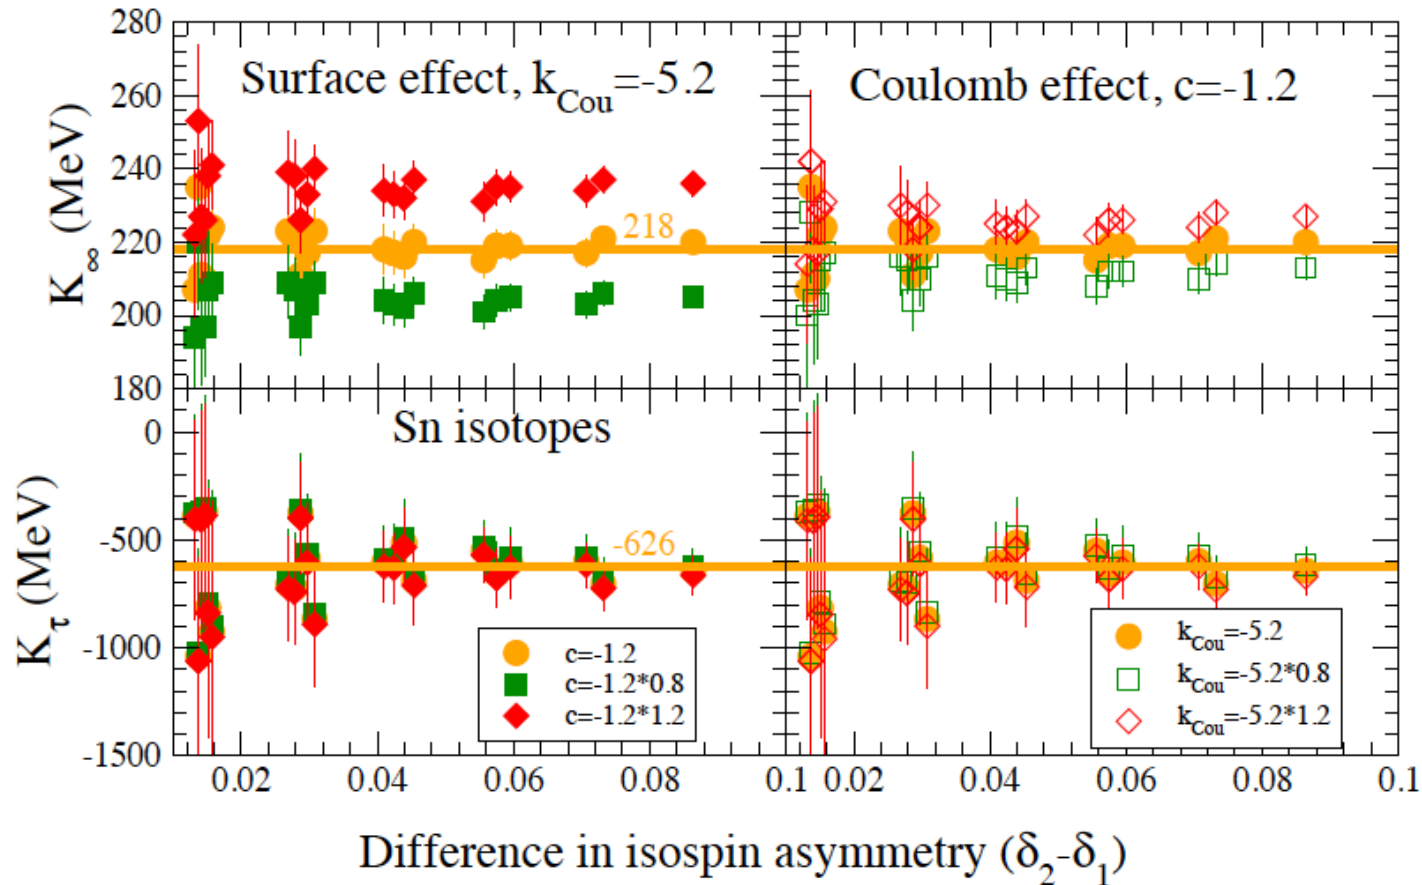 280
260
240
220
200
180
K∞ (MeV)
Surface effect, k_Cou=-5.2
218
Coulomb effect, c=-1.2
0
-500
-1000
-1500
K_τ (MeV)
Sn isotopes
-626
c=-1.2
c=-1.2*0.8
c=-1.2*1.2
k_Cou=-5.2
k_Cou=-5.2*0.8
k_Cou=-5.2*1.2
0.02
0.04
0.06
0.08
0.1
0.02
0.04
0.06
0.08
0.1
Difference in isospin asymmetry (δ₂-δ₁)